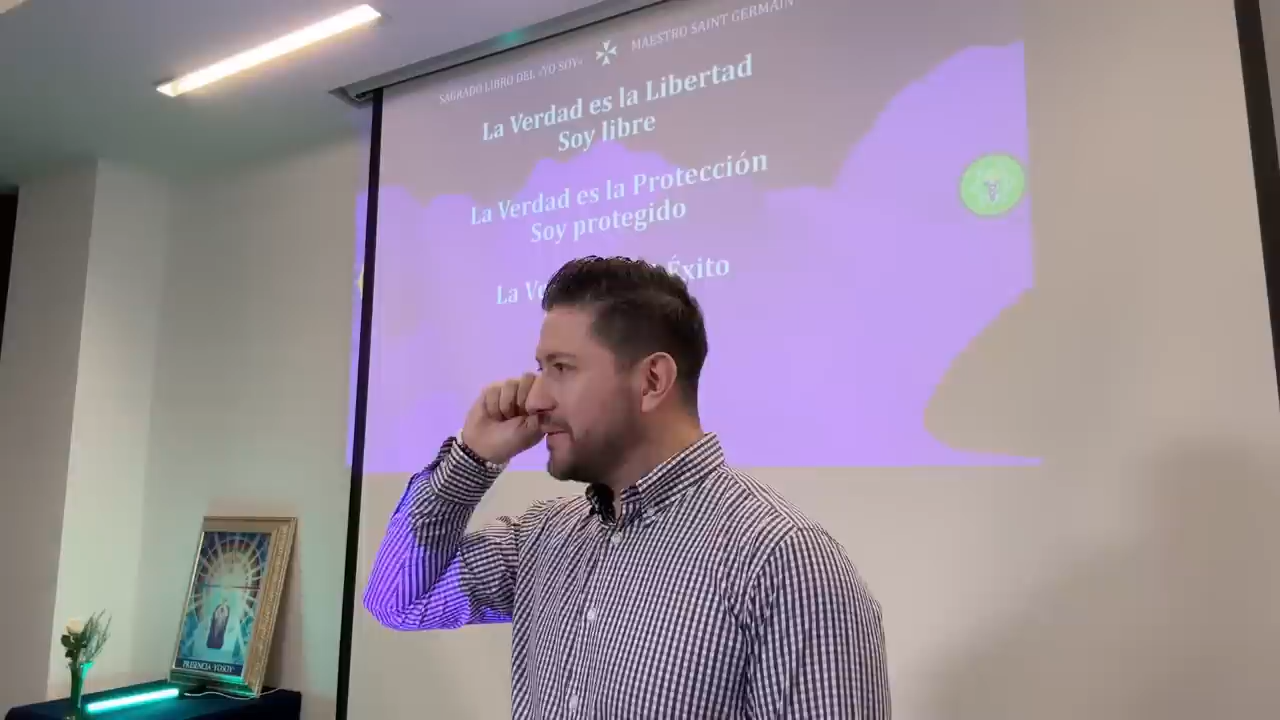 SAGRADO LIBRO DEL «YO SOY» MAESTRO SAINT GERMAIN
La Verdad es la Libertad
Soy libre
La Verdad es la Protección
Soy protegido
La Éxito
PRESENCIA "YO SOY"